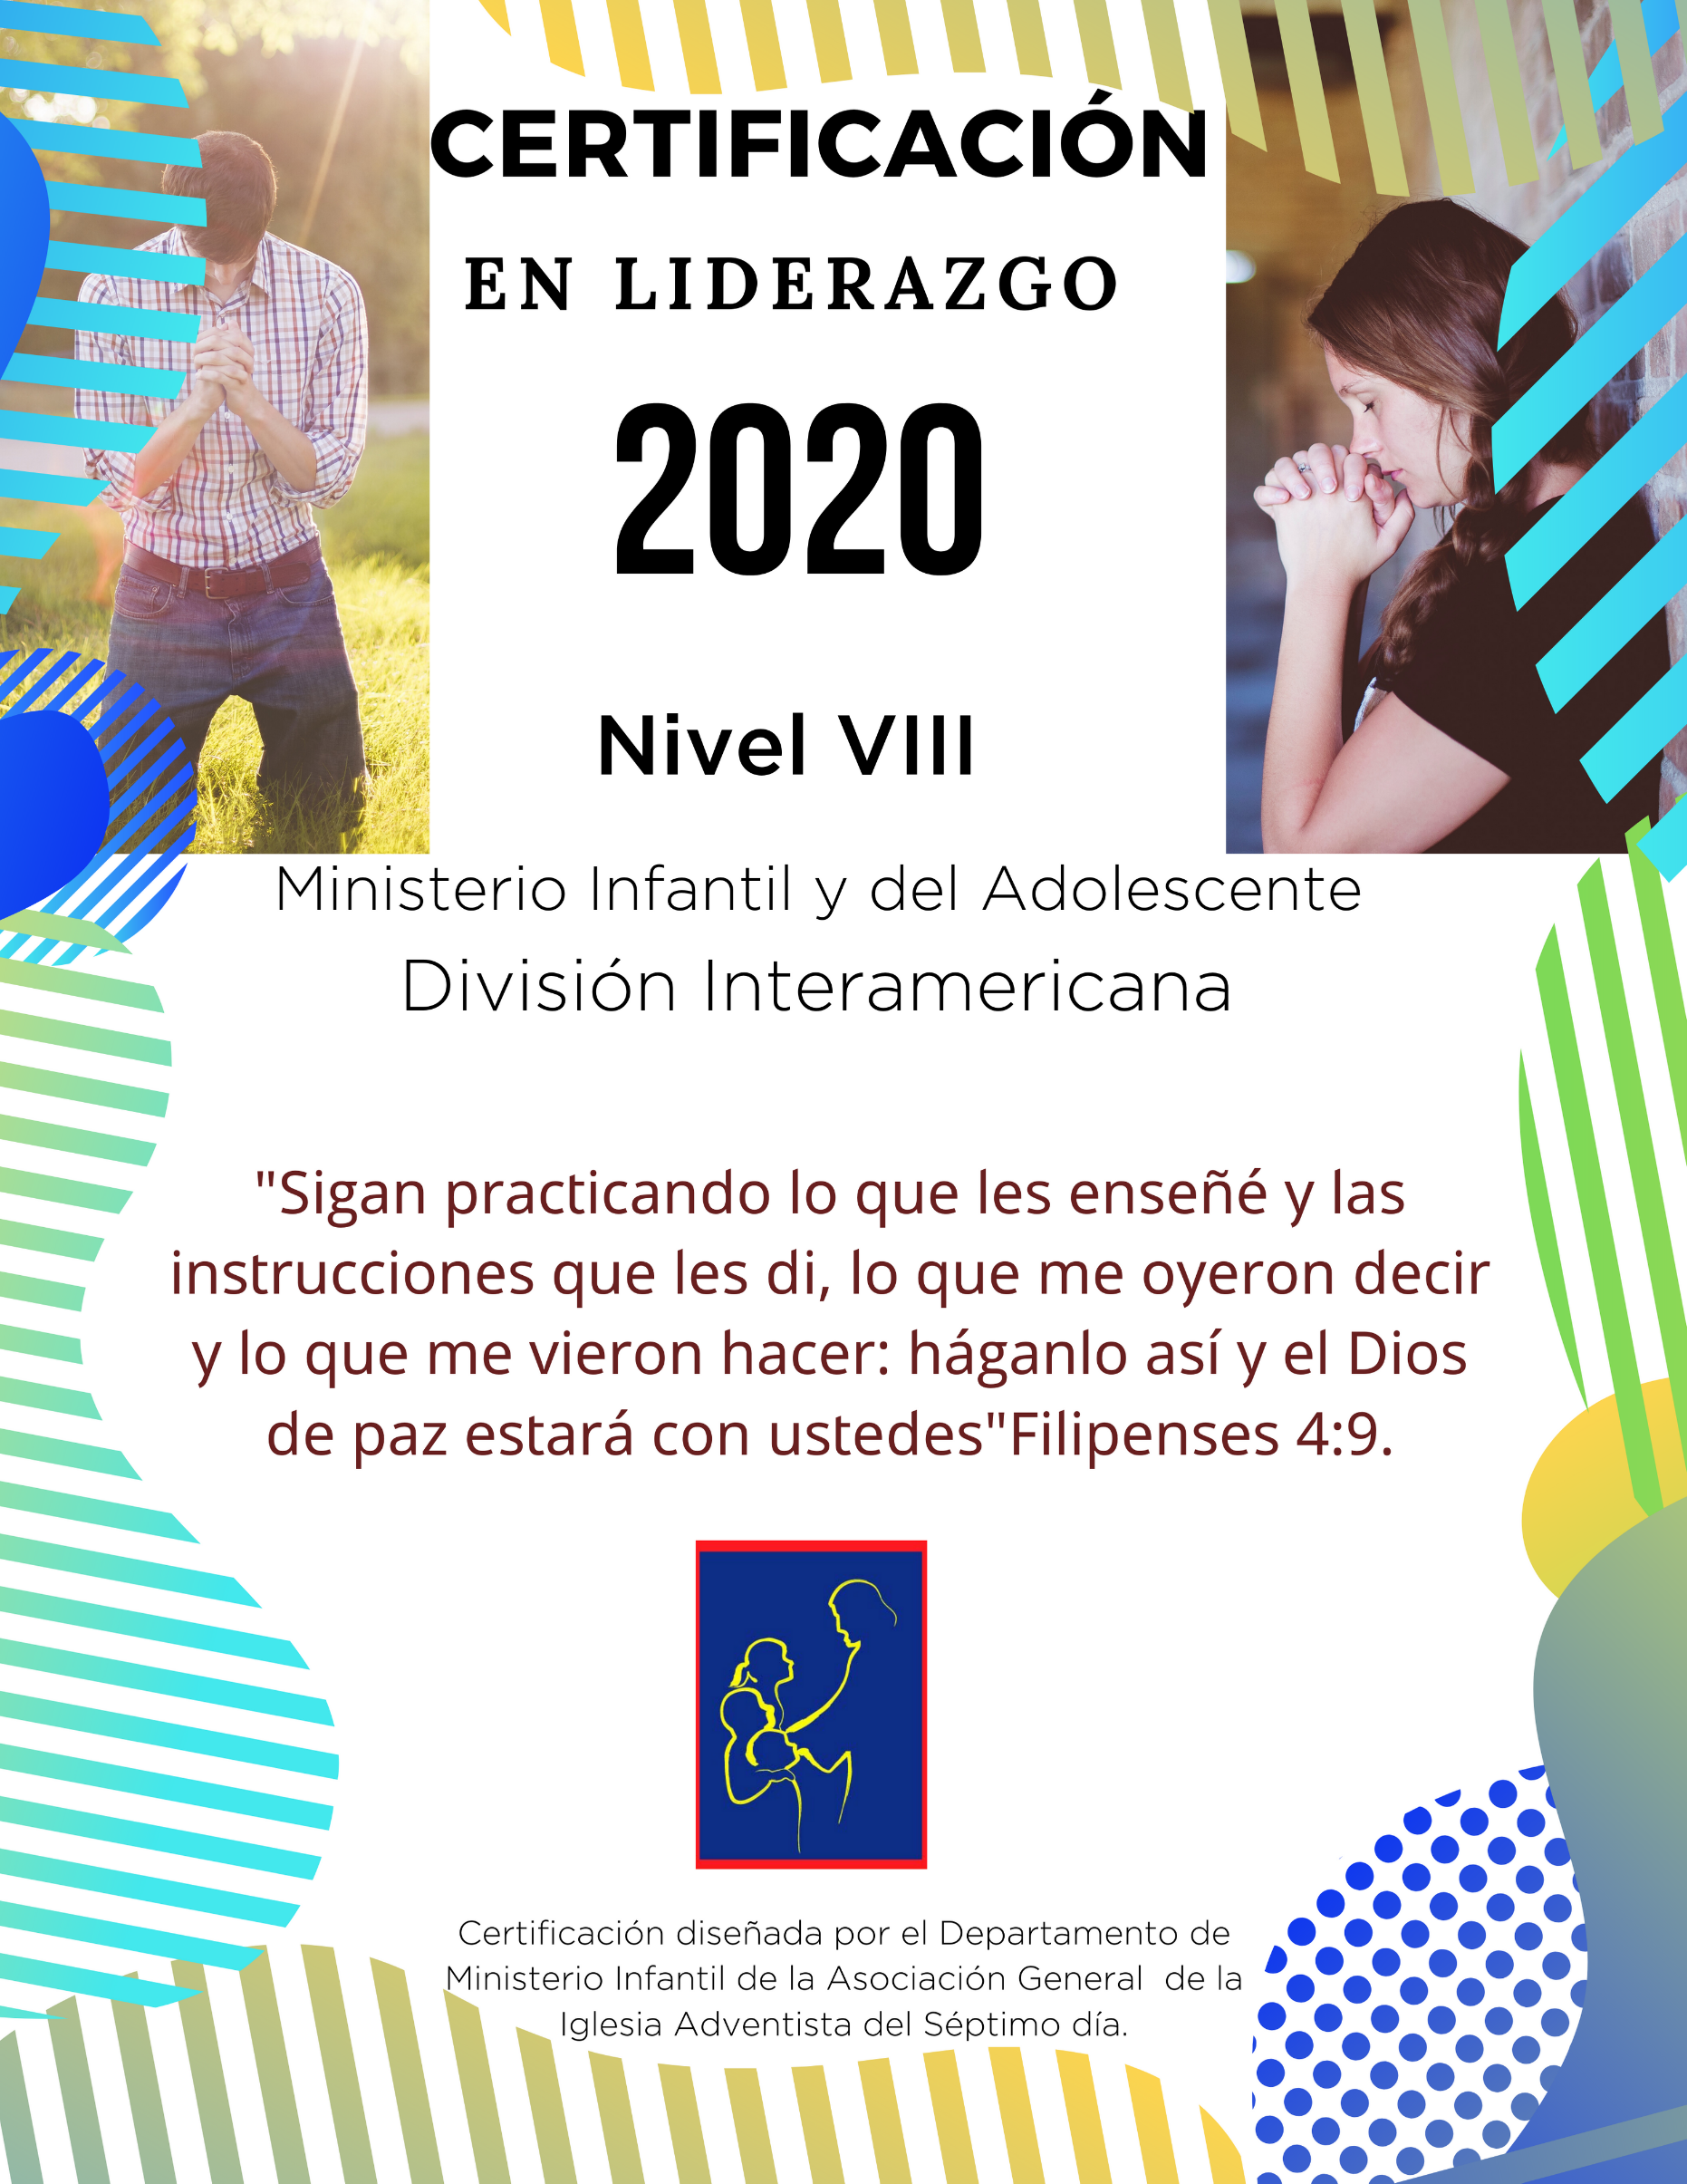 CERTIFICACIÓN
EN LIDERAZGO
2020
Nivel VIII
Ministerio Infantil y del Adolescente
División Interamericana
"Sigan practicando lo que les enseñé y las
instrucciones que les di, lo que me oyeron decir
y lo que me vieron hacer: háganlo así y el Dios
de paz estará con ustedes"Filipenses 4:9.
Certificación diseñada por el Departamento de
Ministerio Infantil de la Asociación General  de la
Iglesia Adventista del Séptimo día.